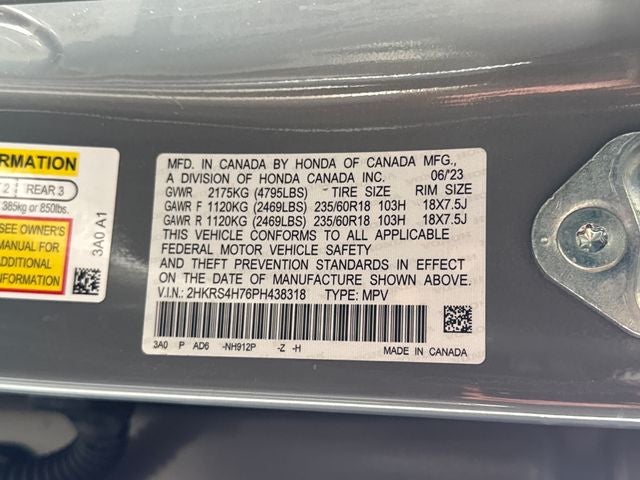 MFD. IN CANADA BY HONDA OF CANADA MFG.,
A DIVISION OF HONDA CANADA INC. 06/23
GVWR 2175KG (4795LBS) TIRE SIZE RIM SIZE
GAWR F 1120KG (2469LBS) 235/60R18 103H 18X7.5J
GAWR R 1120KG (2469LBS) 235/60R18 103H 18X7.5J
THIS VEHICLE CONFORMS TO ALL APPLICABLE
FEDERAL MOTOR VEHICLE SAFETY
AND THEFT PREVENTION STANDARDS IN EFFECT
ON THE DATE OF MANUFACTURE SHOWN ABOVE.
V.I.N.: 2HKRS4H76PH438318 TYPE: MPV
3A0 P AD6 -NH912P -Z -H
MADE IN CANADA
ORMATION
2 REAR 3
385kg or 850lbs.
SEE OWNER'S
MANUAL FOR
ADDITIONAL
INFORMATION
3A0 A1